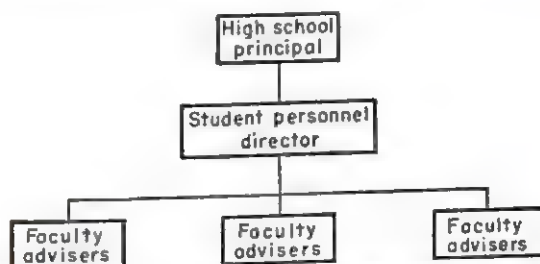 High school
principal
Student personnel
director
Faculty
advisers
Faculty
advisers
Faculty
advisers